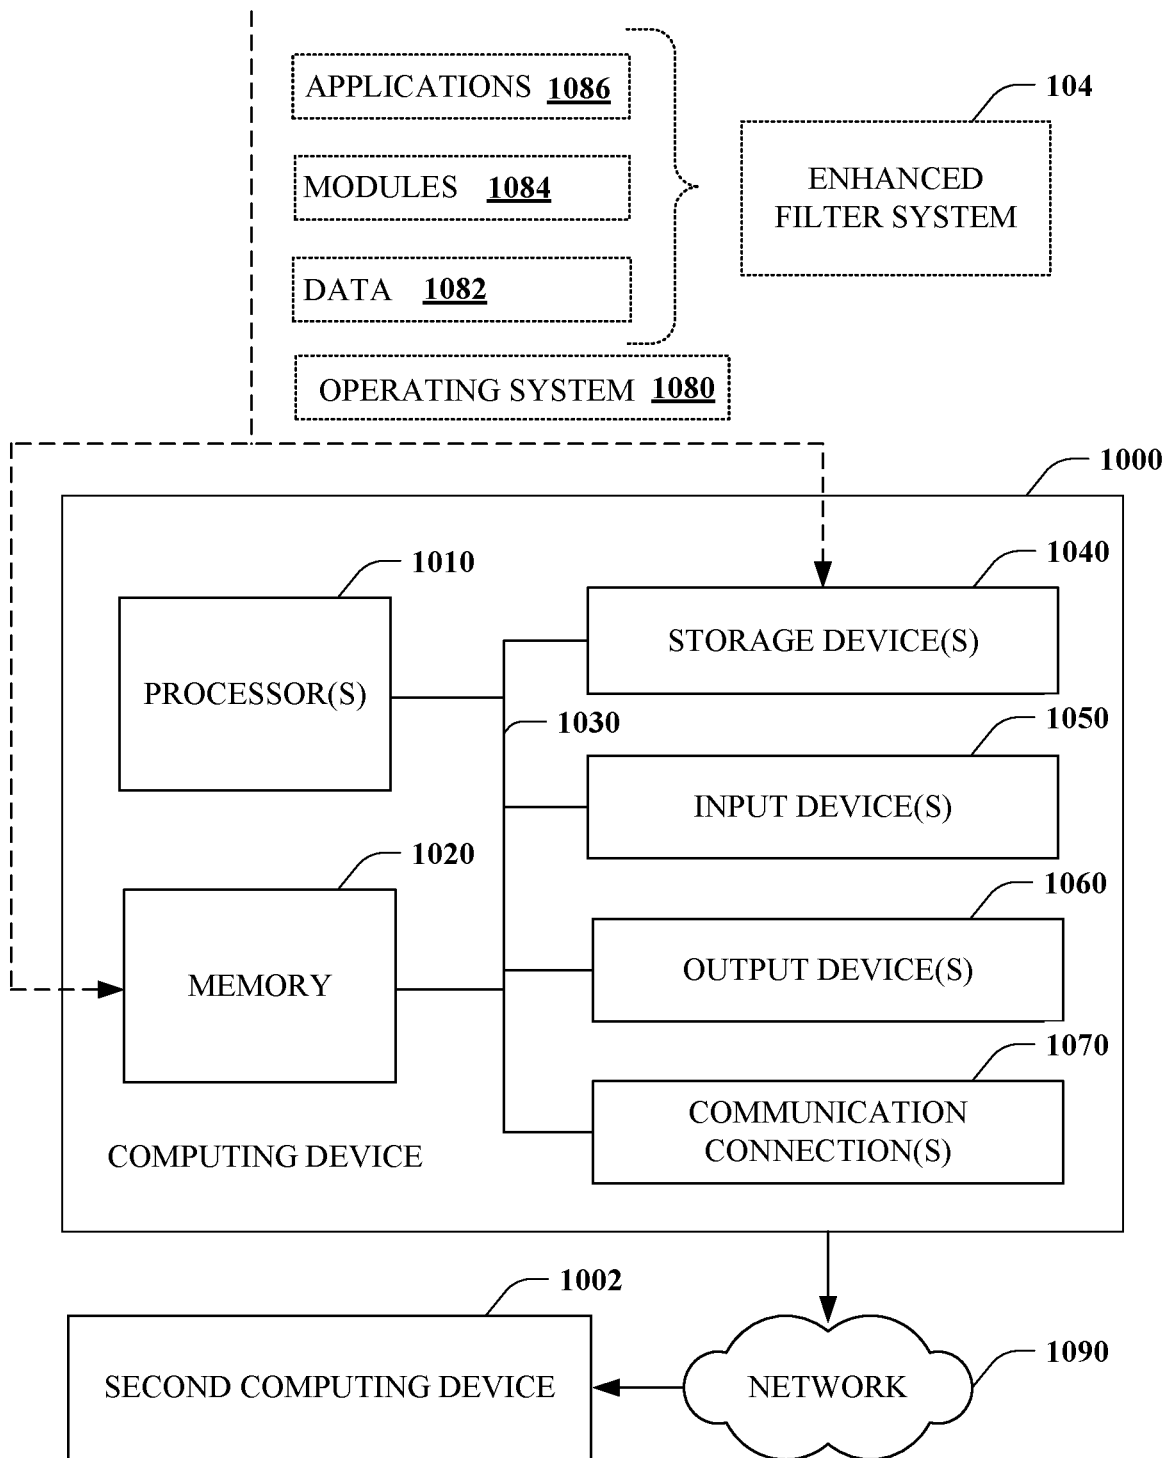 APPLICATIONS 1086
104
MODULES 1084
ENHANCED
FILTER SYSTEM
DATA 1082
OPERATING SYSTEM 1080
1000
1010
1040
STORAGE DEVICE(S)
PROCESSOR(S)
1030
1050
INPUT DEVICE(S)
1020
1060
MEMORY
OUTPUT DEVICE(S)
1070
COMMUNICATION
CONNECTION(S)
COMPUTING DEVICE
1002
1090
SECOND COMPUTING DEVICE
NETWORK